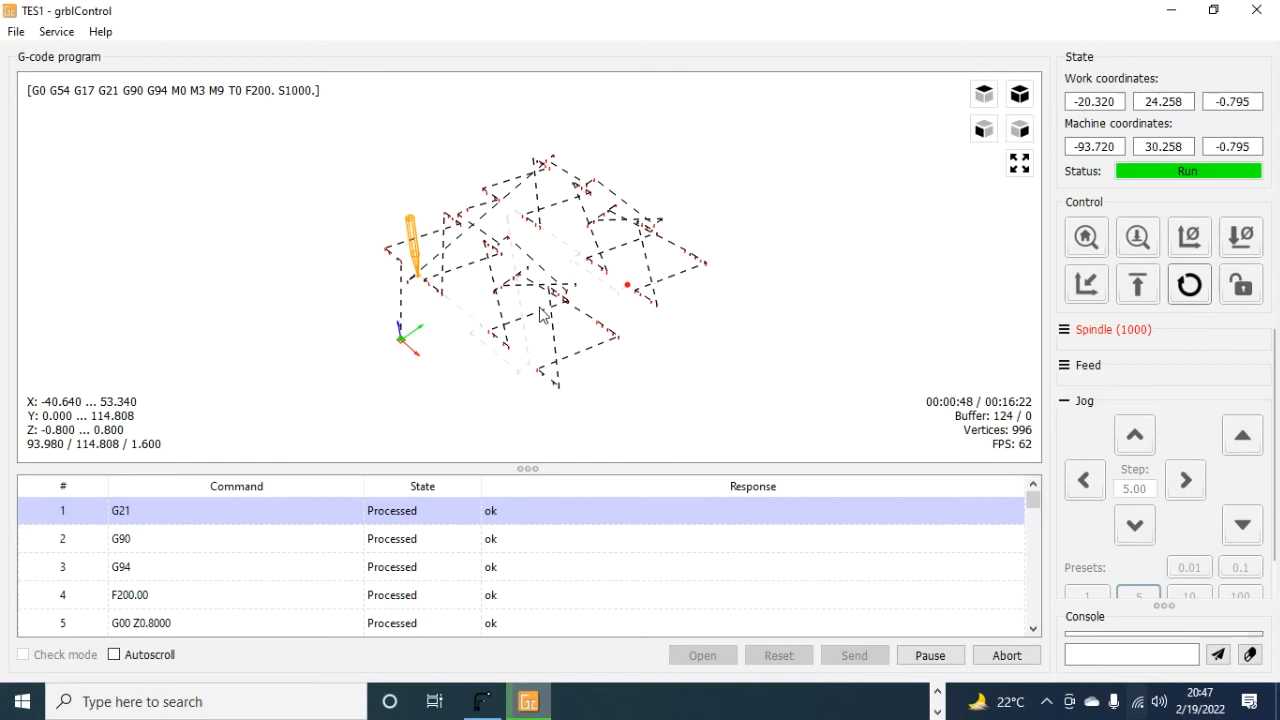 TES1 - grblControl
File Service Help
G-code program
[G0 G54 G17 G21 G90 G94 M0 M3 M9 T0 F200. S1000.]
X: -40.640 ... 53.340
Y: 0.000 ... 114.808
Z: -0.800 ... 0.800
93.980 / 114.808 / 1.600
00:00:48 / 00:16:22
Buffer: 124 / 0
Vertices: 996
FPS: 62
# Command State Response
1 G21 Processed ok
2 G90 Processed ok
3 G94 Processed ok
4 F200.00 Processed ok
5 G00 Z0.8000 Processed ok
Check mode Autoscroll Open Reset Send Pause Abort
State
Work coordinates:
-20.320 24.258 -0.795
Machine coordinates:
-93.720 30.258 -0.795
Status: Run
Control
Spindle (1000)
Feed
Jog
Step:
5.00
Presets: 0.01 0.1
1 5 10 100
Console
Type here to search
22°C
20:47
2/19/2022